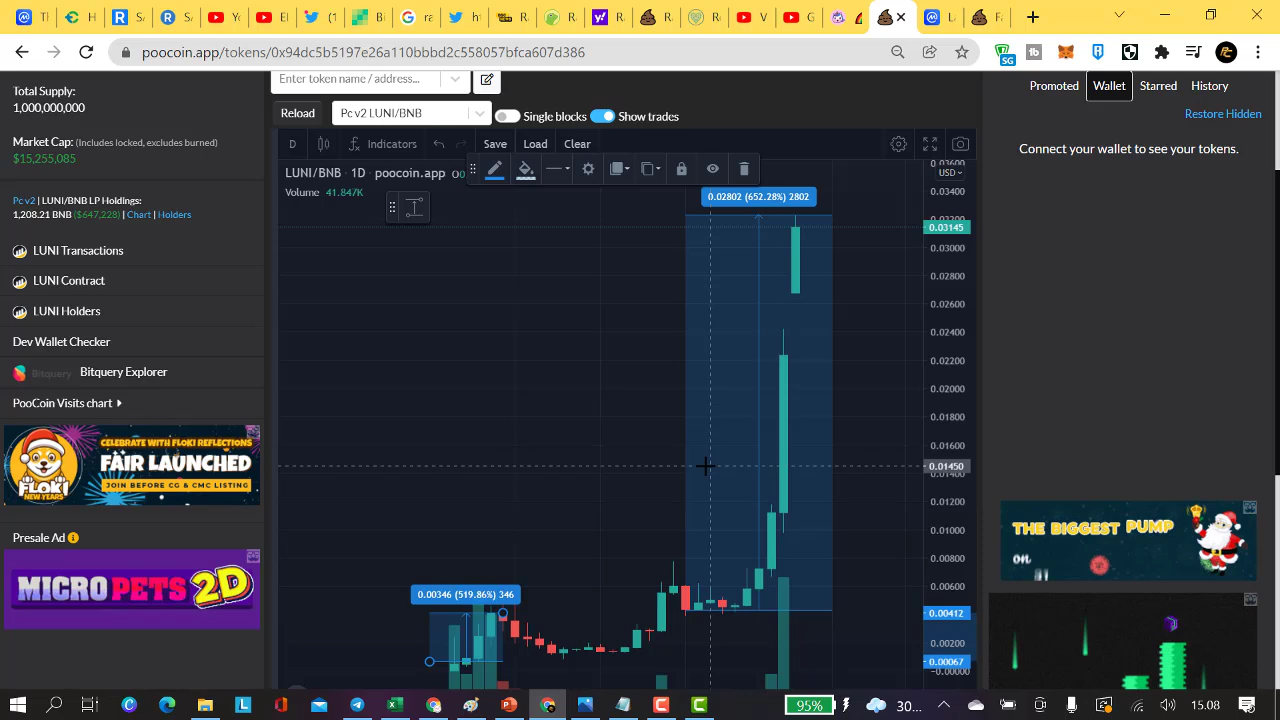 poocoin.app/tokens/0x94dc5b5197e26a110bbbd2c558057bfca607d386
Total Supply:
1,000,000,000
Market Cap: (Includes locked, excludes burned)
$15,255,085
Pc v2 | LUNI/BNB LP Holdings:
1,208.21 BNB ($647,228) | Chart | Holders
LUNI Transactions
LUNI Contract
LUNI Holders
Dev Wallet Checker
Bitquery
Bitquery Explorer
PooCoin Visits chart
CELEBRATE WITH FLOKI REFLECTIONS
FAIR LAUNCHED
JOIN BEFORE CG & CMC LISTING
FLOKI
NEW YEARS
Presale Ad
MICRO PETS 2D
Enter token name / address...
Reload
Pc v2 LUNI/BNB
Single blocks
Show trades
D
Indicators
Save
Load
Clear
LUNI/BNB · 1D · poocoin.app
Volume 41.847K
0.02802 (652.28%) 2802
0.00346 (519.86%) 346
USD
0.03400
0.03145
0.03000
0.02800
0.02600
0.02400
0.02200
0.02000
0.01800
0.01600
0.01450
0.01200
0.01000
0.00800
0.00600
0.00412
0.00200
0.00067
−0.00000
Promoted
Wallet
Starred
History
Restore Hidden
Connect your wallet to see your tokens.
THE BIGGEST PUMP
SG
95%
30...
15.08